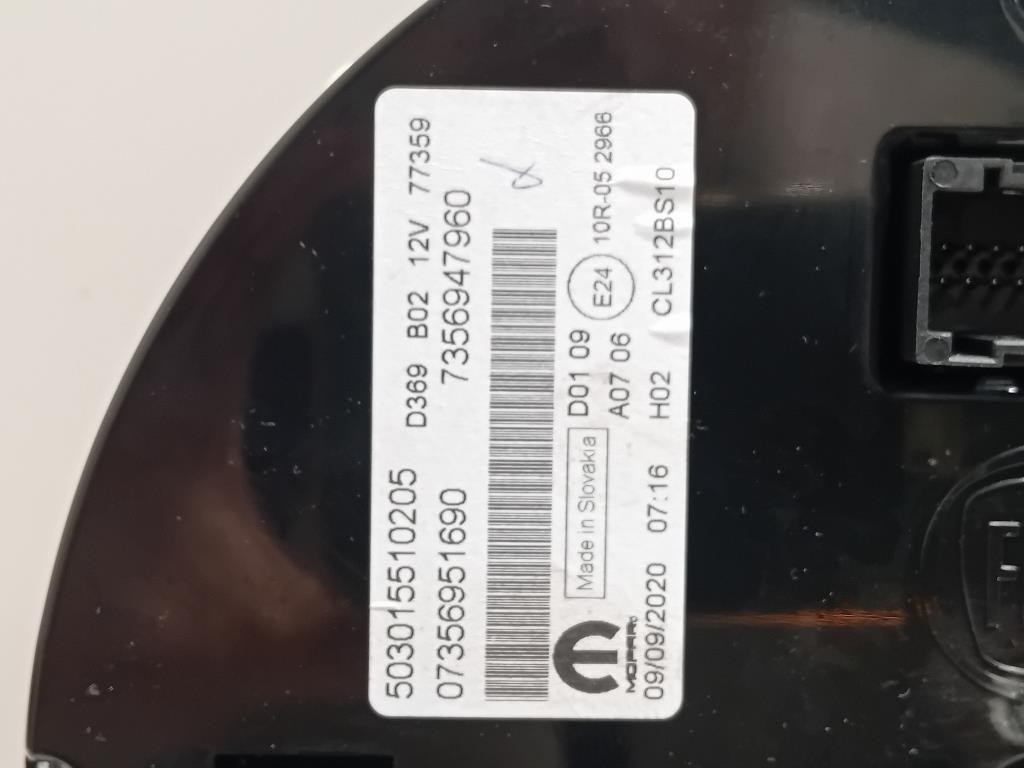 503015510205 D369 B02 12V 77359
07356951690 7356947960
Made in Slovakia D01 09 E24 10R-05 2966
A07 06
MOPAR
09/09/2020 07:16 H02 CL312BS10